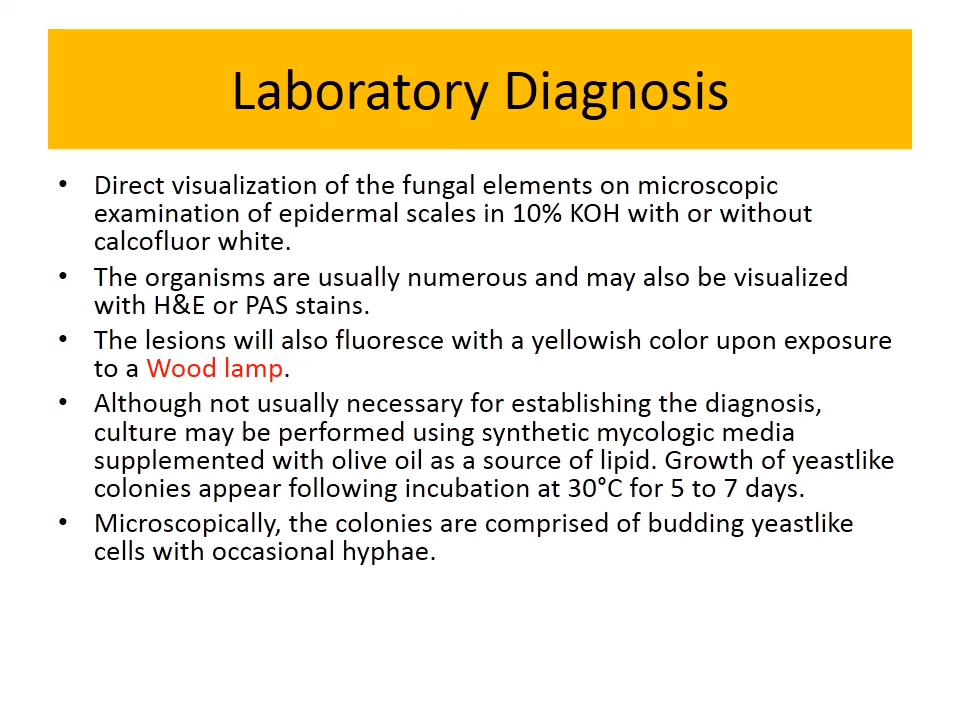 Laboratory Diagnosis
• Direct visualization of the fungal elements on microscopic
examination of epidermal scales in 10% KOH with or without
calcofluor white.
• The organisms are usually numerous and may also be visualized
with H&E or PAS stains.
• The lesions will also fluoresce with a yellowish color upon exposure
to a Wood lamp.
• Although not usually necessary for establishing the diagnosis,
culture may be performed using synthetic mycologic media
supplemented with olive oil as a source of lipid. Growth of yeastlike
colonies appear following incubation at 30°C for 5 to 7 days.
• Microscopically, the colonies are comprised of budding yeastlike
cells with occasional hyphae.